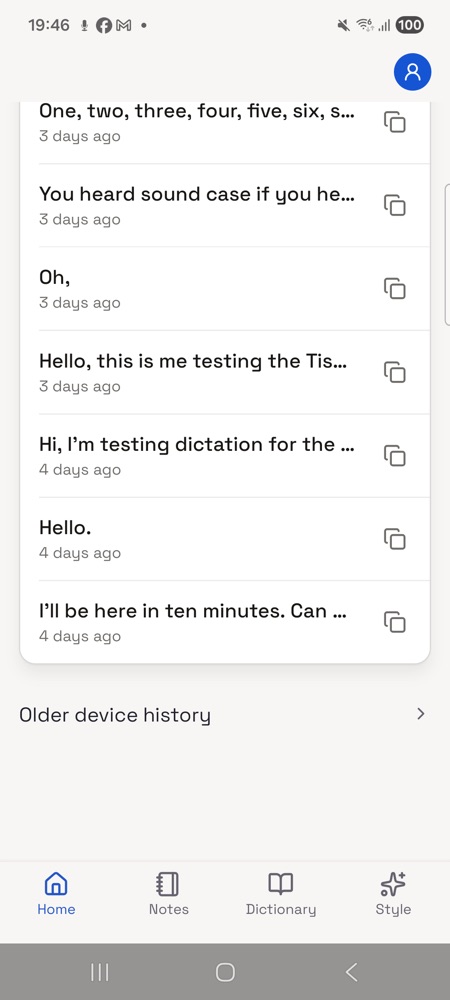 19:46
100
One, two, three, four, five, six, s...
3 days ago
You heard sound case if you he...
3 days ago
Oh,
3 days ago
Hello, this is me testing the Tis...
3 days ago
Hi, I'm testing dictation for the ...
4 days ago
Hello.
4 days ago
I'll be here in ten minutes. Can ...
4 days ago
Older device history
Home
Notes
Dictionary
Style